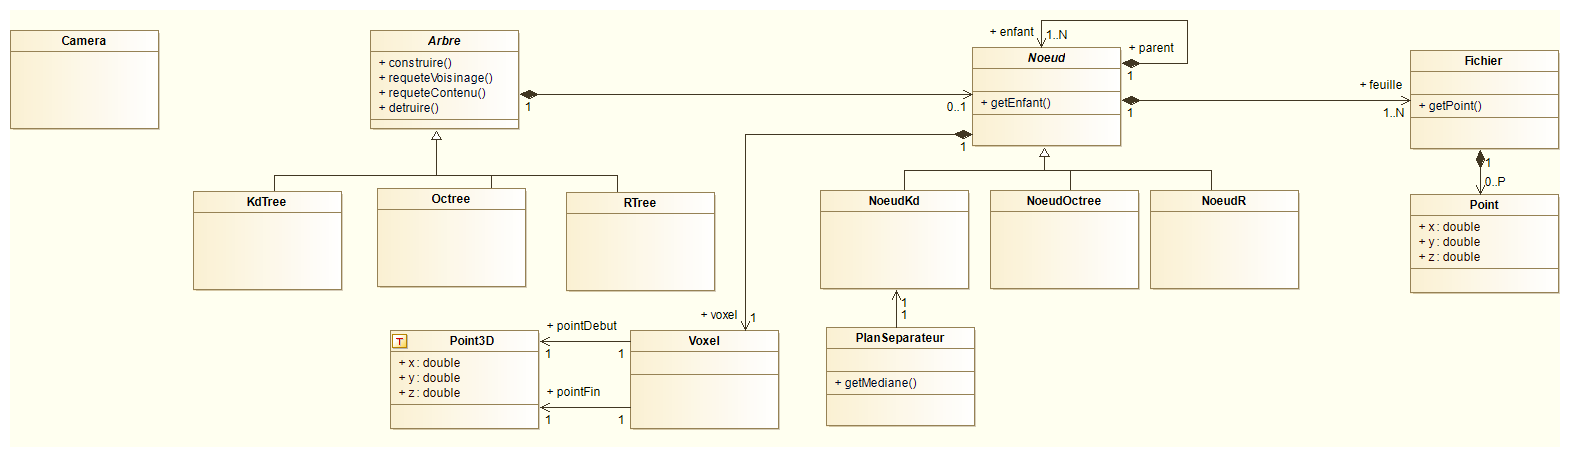 Camera
Arbre
+ construire()
+ requeteVoisinage()
+ requeteContenu()
+ detruire()
1
0..1
+ enfant
1..N
+ parent
1
Noeud
+ getEnfant()
1
1
+ feuille
1..N
Fichier
+ getPoint()
1
0..P
Point
+ x : double
+ y : double
+ z : double
KdTree
Octree
RTree
NoeudKd
NoeudOctree
NoeudR
1
1
PlanSeparateur
+ getMediane()
+ voxel
1
Voxel
+ pointDebut
1
1
+ pointFin
1
1
T
Point3D
+ x : double
+ y : double
+ z : double